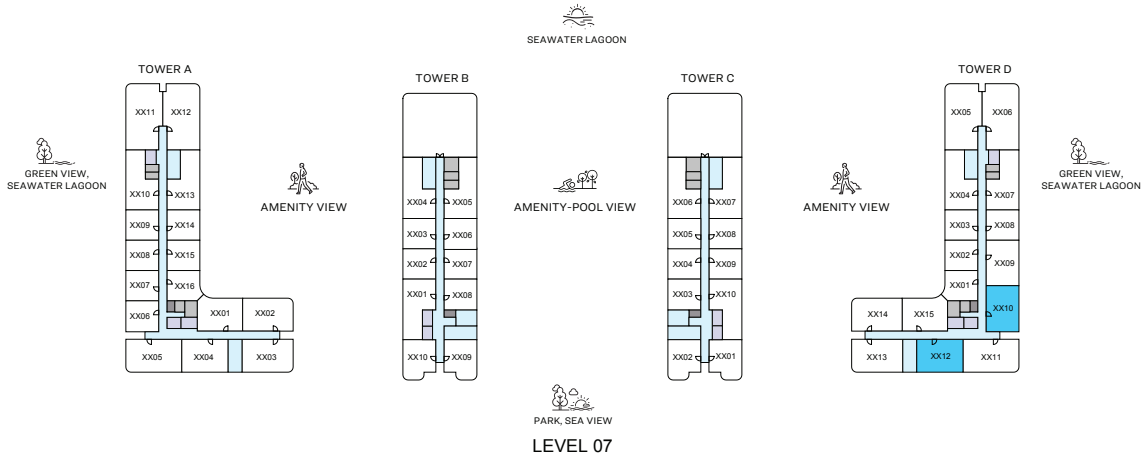 SEAWATER LAGOON
TOWER A
TOWER B
TOWER C
TOWER D
XX11 XX12
XX10 XX13
XX09 XX14
XX08 XX15
XX07 XX16
XX06 XX01 XX02
XX05 XX04 XX03
XX04 XX05
XX03 XX06
XX02 XX07
XX01 XX08
XX10 XX09
XX06 XX07
XX05 XX08
XX04 XX09
XX03 XX10
XX02 XX01
XX05 XX06
XX04 XX07
XX03 XX08
XX02 XX09
XX01
XX10
XX14 XX15
XX13 XX12 XX11
GREEN VIEW,
SEAWATER LAGOON
AMENITY VIEW
AMENITY-POOL VIEW
AMENITY VIEW
GREEN VIEW,
SEAWATER LAGOON
PARK, SEA VIEW
LEVEL 07